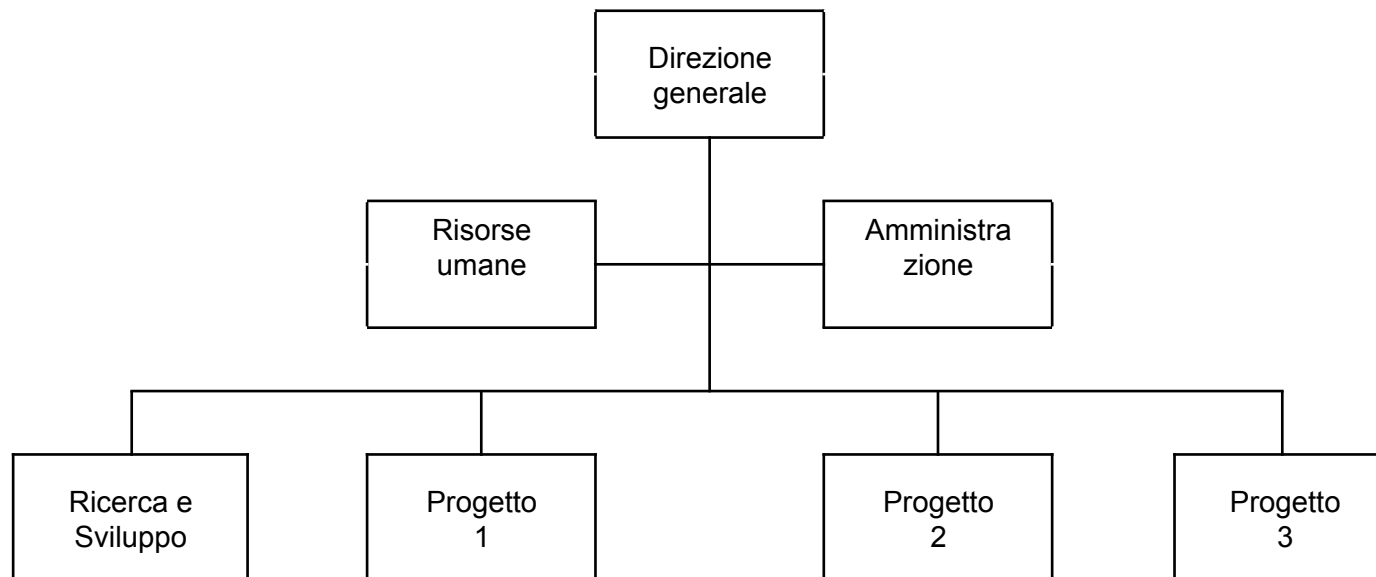 Direzione
generale
Risorse
umane
Amministra
zione
Ricerca e
Sviluppo
Progetto
1
Progetto
2
Progetto
3